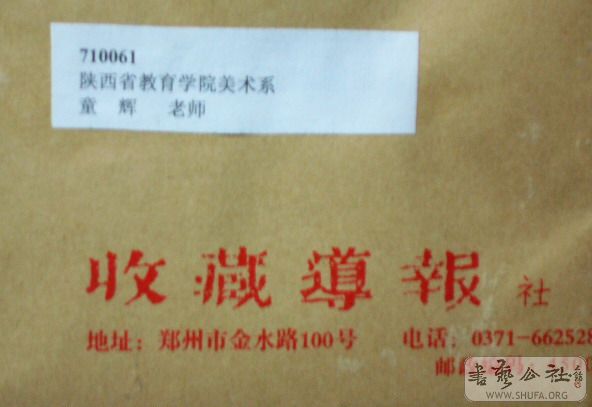 710061
陕西省教育学院美术系
童 辉 老师
收藏導報 社
地址：郑州市金水路100号 电话：0371-662528
邮
書藝公社
WWW.SHUFA.ORG